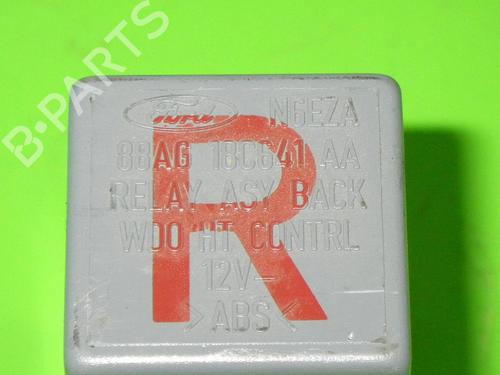 B-PARTS
Ford N6EZA
88AG 18C641 AA
RELAY ASY BACK
WDO HT CONTRL
12V-
>ABS<
R